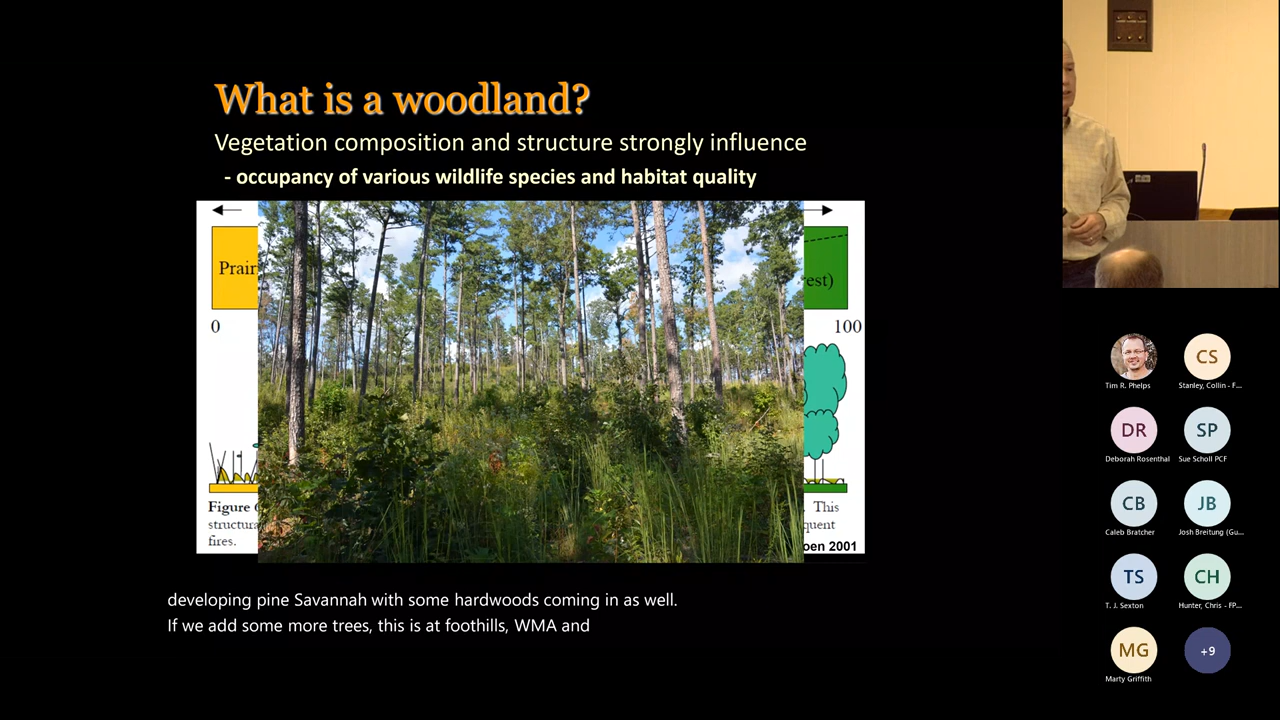 What is a woodland?
Vegetation composition and structure strongly influence
- occupancy of various wildlife species and habitat quality
Prair
est)
0
100
Figure
. This
structura
quent
fires.
oen 2001
developing pine Savannah with some hardwoods coming in as well.
If we add some more trees, this is at foothills, WMA and
Tim R. Phelps
CS
Stanley, Collin - F...
DR
Deborah Rosenthal
SP
Sue Scholl PCF
CB
Caleb Bratcher
JB
Josh Breitung (Gu...
TS
T. J. Sexton
CH
Hunter, Chris - FP...
MG
Marty Griffith
+9